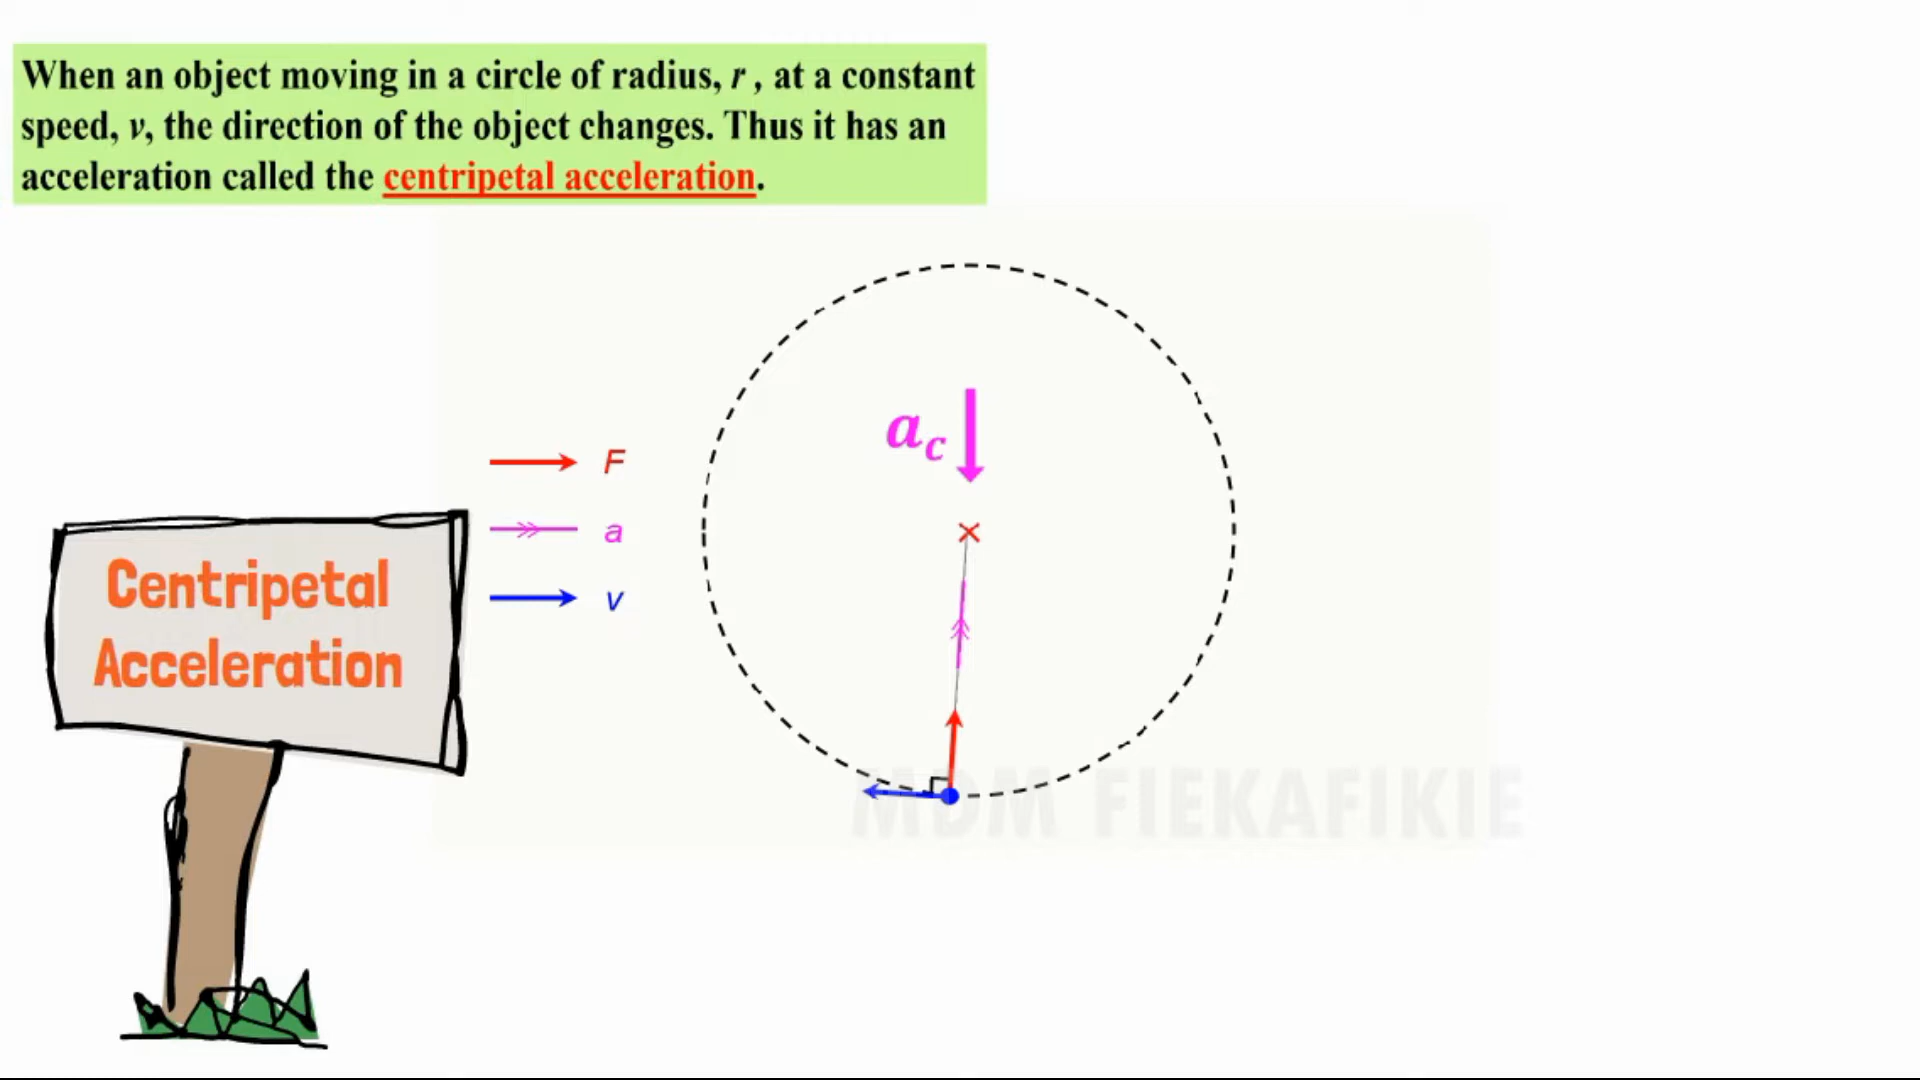 When an object moving in a circle of radius, r , at a constant
speed, v, the direction of the object changes. Thus it has an
acceleration called the centripetal acceleration.
a_c
F
a
v
Centripetal
Acceleration
MDM FIEKAFIKIE